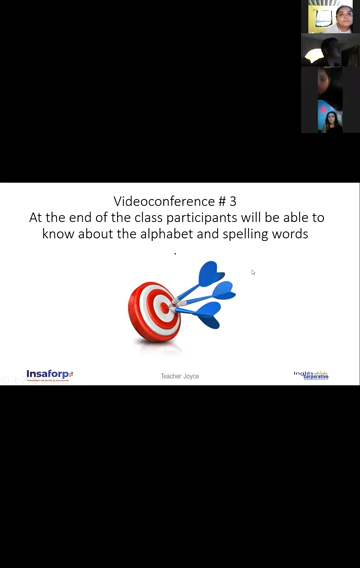 Videoconference # 3
At the end of the class participants will be able to
know about the alphabet and spelling words
.
Insaforp
Teacher Joyce
Corporativo